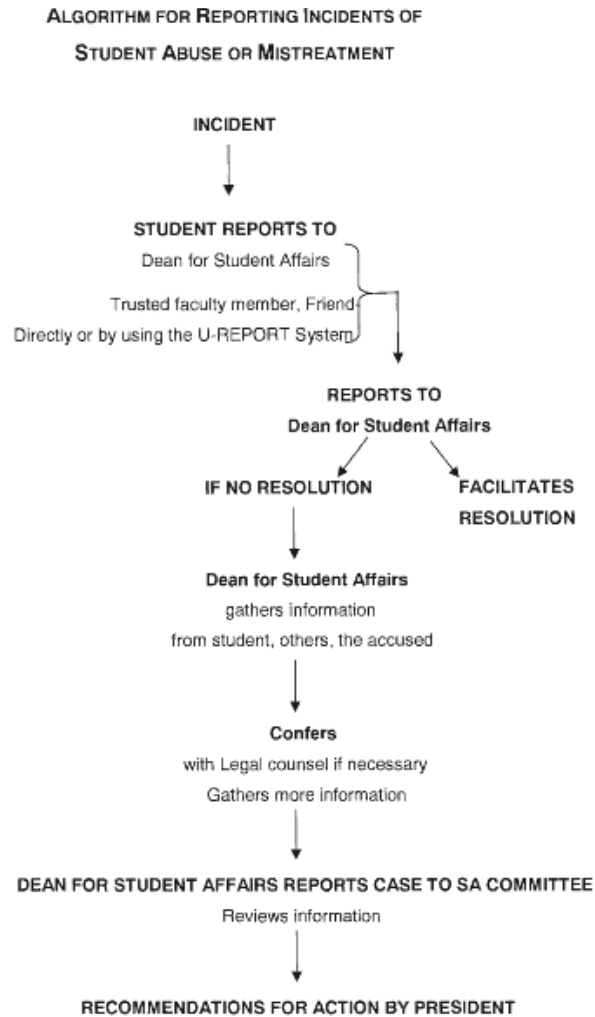 ALGORITHM FOR REPORTING INCIDENTS OF
STUDENT ABUSE OR MISTREATMENT
INCIDENT
STUDENT REPORTS TO
Dean for Student Affairs
Trusted faculty member, Friend
Directly or by using the U-REPORT System
REPORTS TO
Dean for Student Affairs
IF NO RESOLUTION
FACILITATES
RESOLUTION
Dean for Student Affairs
gathers information
from student, others, the accused
Confers
with Legal counsel if necessary
Gathers more information
DEAN FOR STUDENT AFFAIRS REPORTS CASE TO SA COMMITTEE
Reviews information
RECOMMENDATIONS FOR ACTION BY PRESIDENT